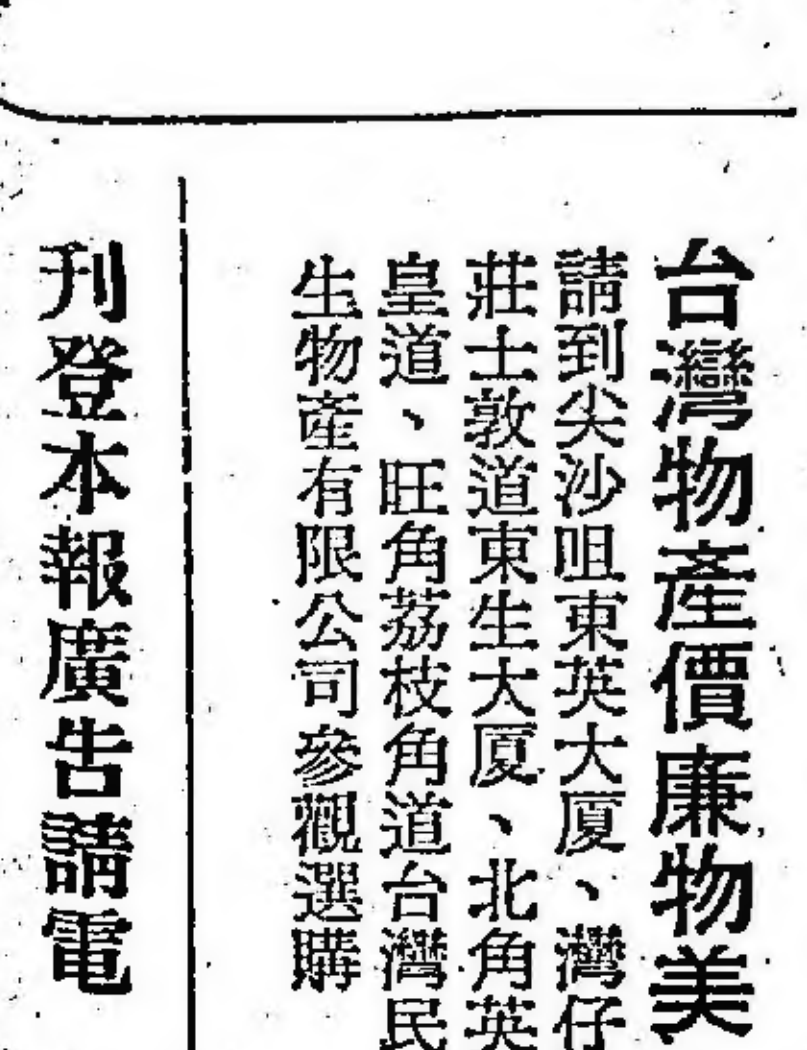 台灣物產價廉物美
請到尖沙咀東英大厦、灣仔
莊士敦道東生大厦、北角英
皇道、旺角荔枝角道台灣民
生物產有限公司參觀選購
刊登本報廣告請電